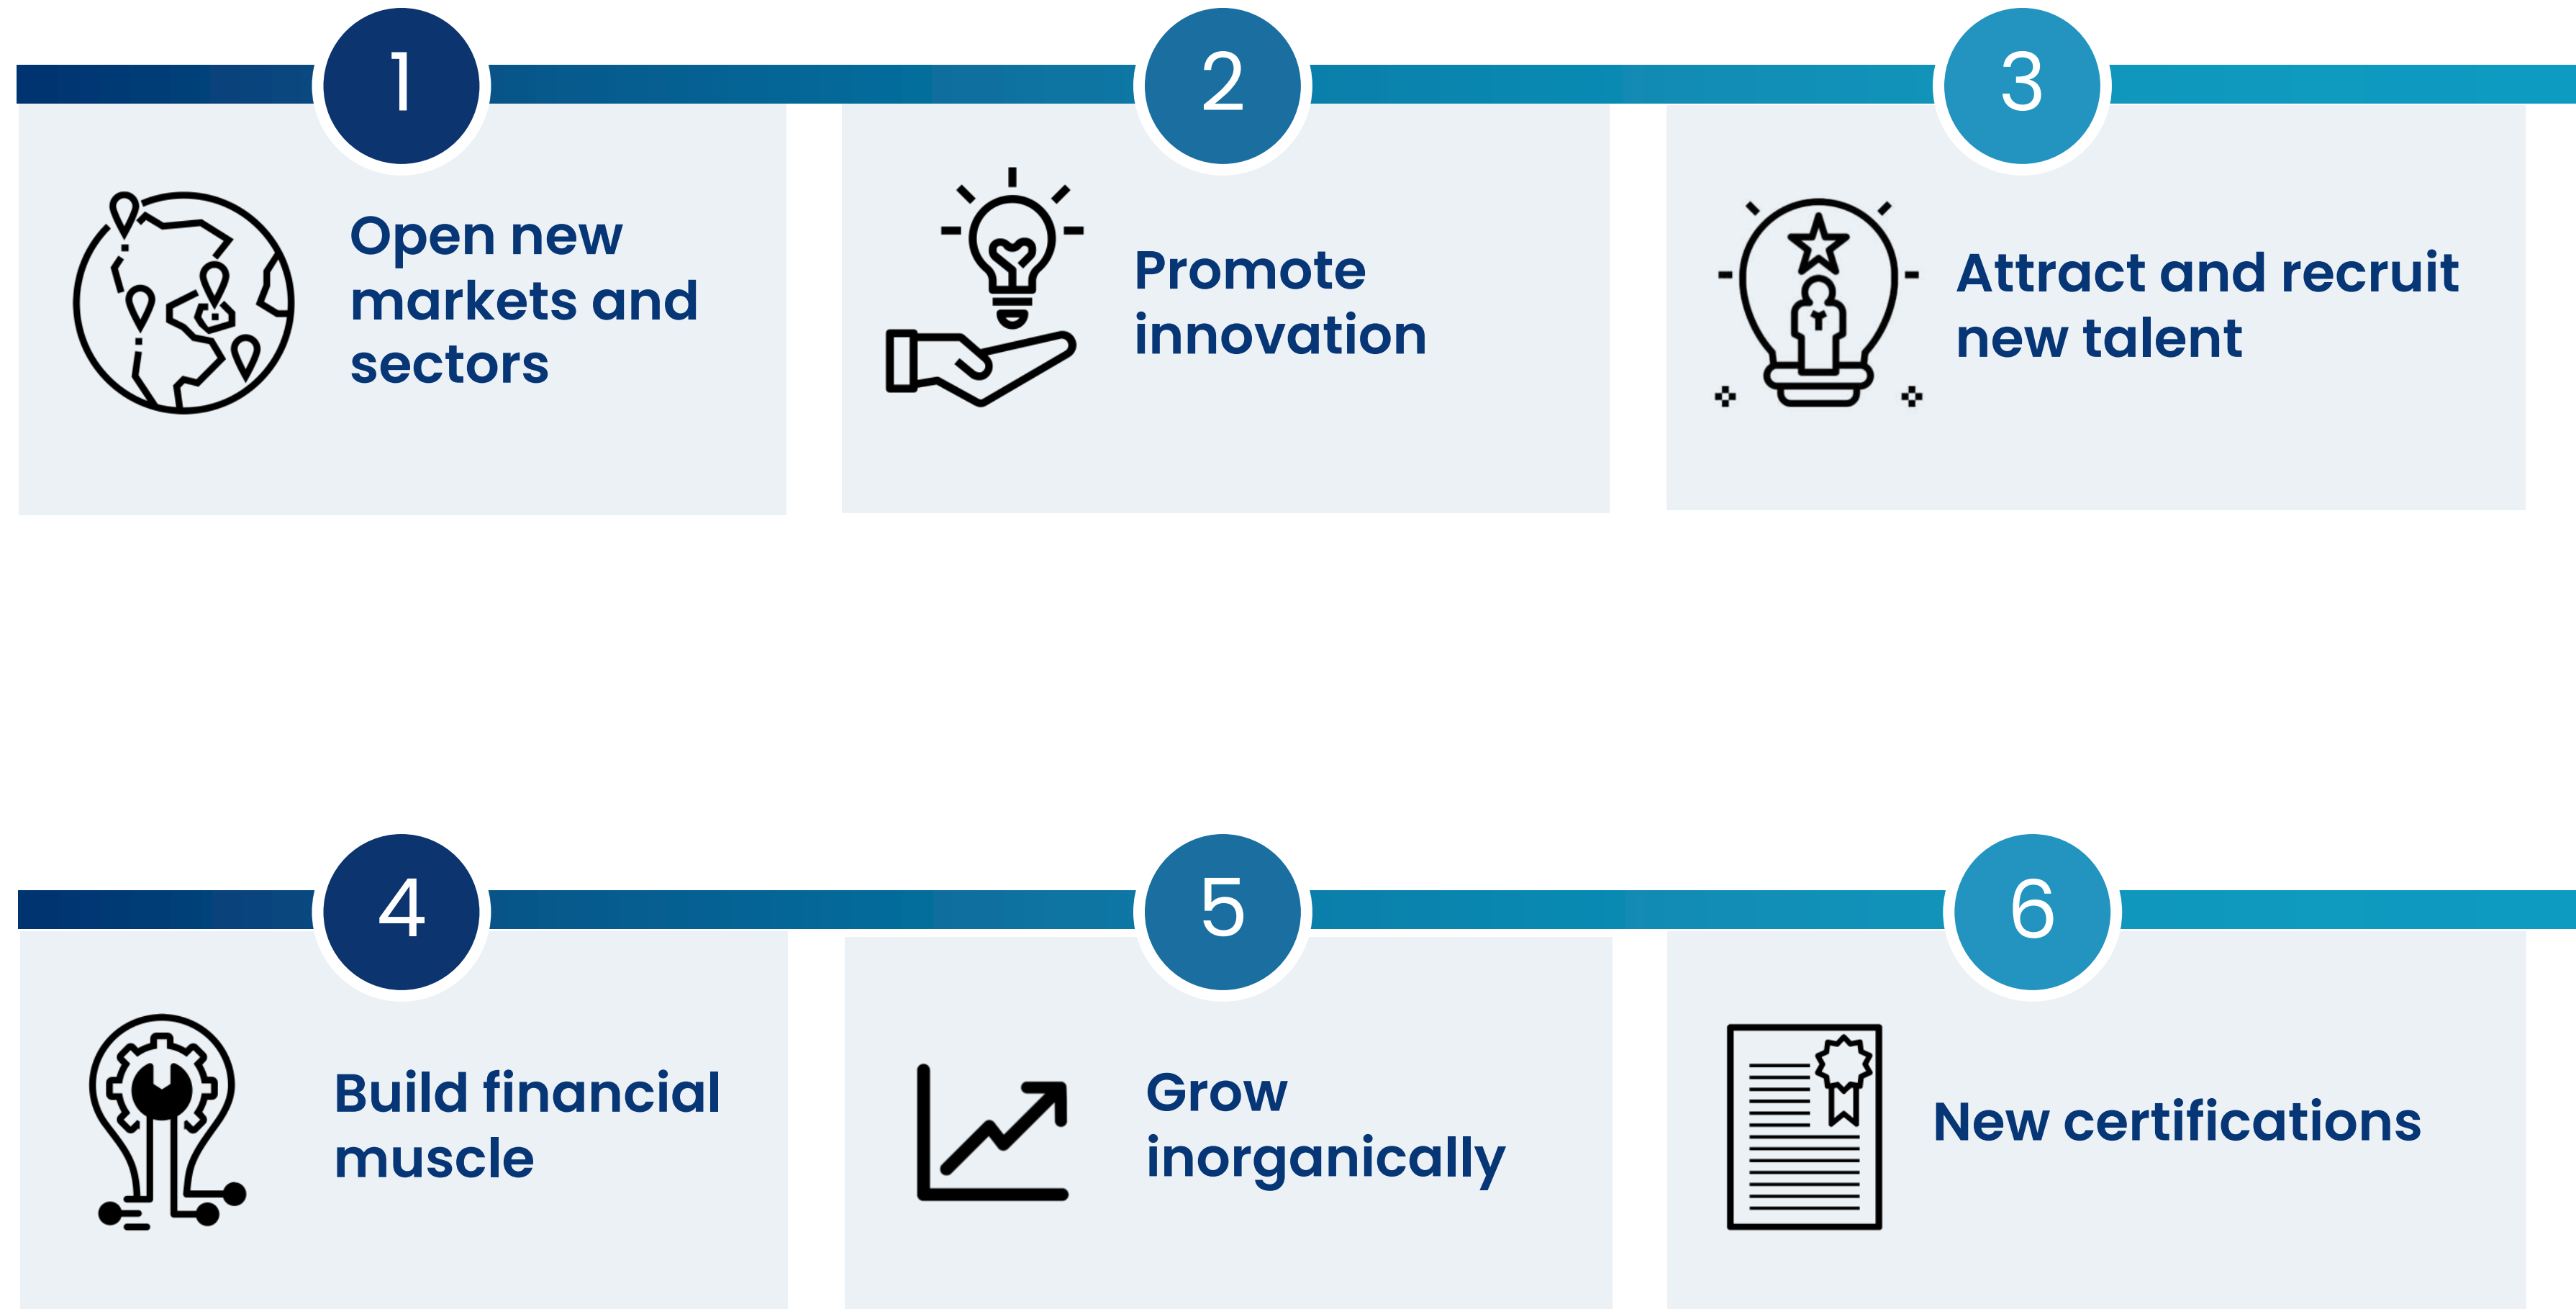 1
Open new
markets and
sectors
2
Promote
innovation
3
Attract and recruit
new talent
4
Build financial
muscle
5
Grow
inorganically
6
New certifications